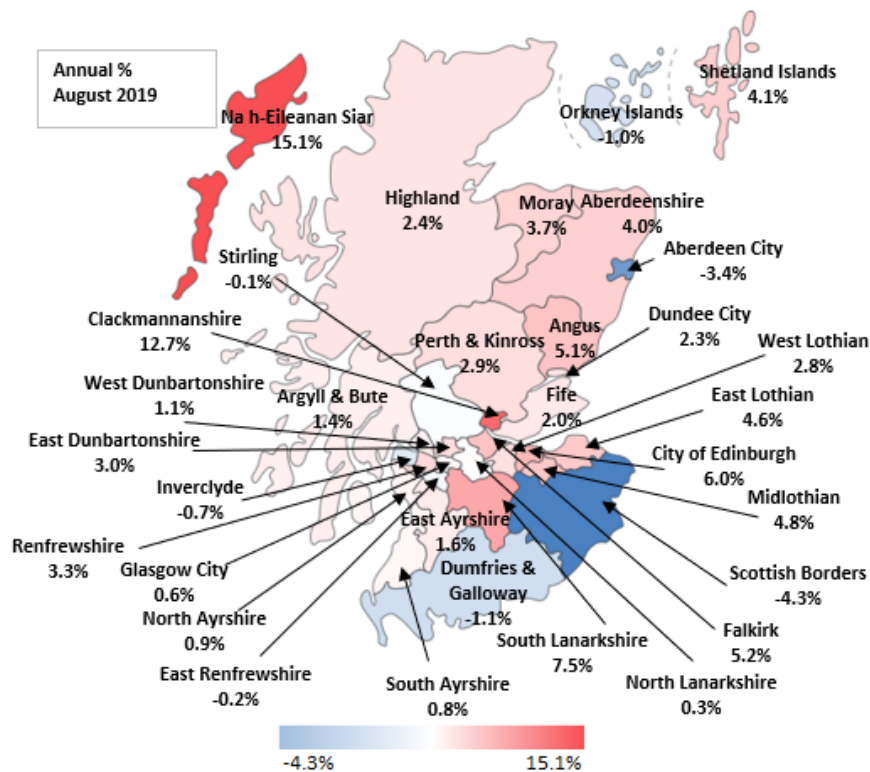 Annual %
August 2019
Na h-Eileanan Siar
15.1%
Orkney Islands
-1.0%
Shetland Islands
4.1%
Highland
2.4%
Moray
3.7%
Aberdeenshire
4.0%
Aberdeen City
-3.4%
Stirling
-0.1%
Clackmannanshire
12.7%
Perth & Kinross
2.9%
Angus
5.1%
Dundee City
2.3%
West Lothian
2.8%
West Dunbartonshire
1.1%
Argyll & Bute
1.4%
Fife
2.0%
East Lothian
4.6%
East Dunbartonshire
3.0%
City of Edinburgh
6.0%
Inverclyde
-0.7%
Midlothian
4.8%
Renfrewshire
3.3%
East Ayrshire
1.6%
Glasgow City
0.6%
Dumfries &
Galloway
-1.1%
Scottish Borders
-4.3%
North Ayrshire
0.9%
South Lanarkshire
7.5%
Falkirk
5.2%
East Renfrewshire
-0.2%
South Ayrshire
0.8%
North Lanarkshire
0.3%
-4.3%
15.1%